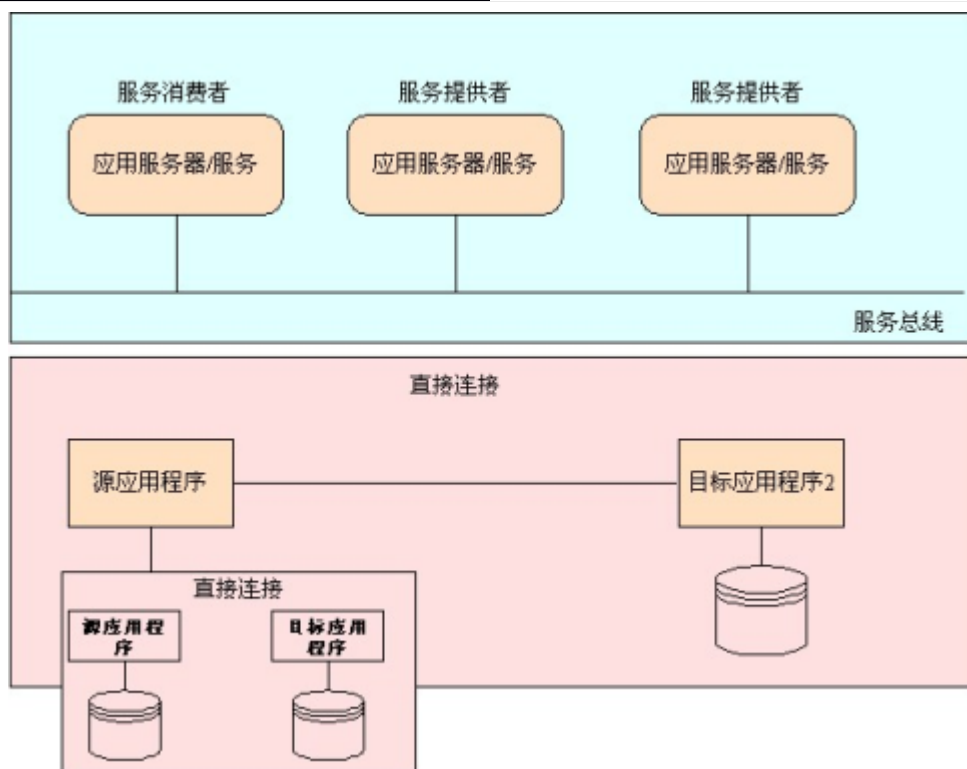 服务消费者
服务提供者
服务提供者
应用服务器/服务
应用服务器/服务
应用服务器/服务
服务总线
直接连接
源应用程序
目标应用程序2
直接连接
源应用程
序
目标应用
程序